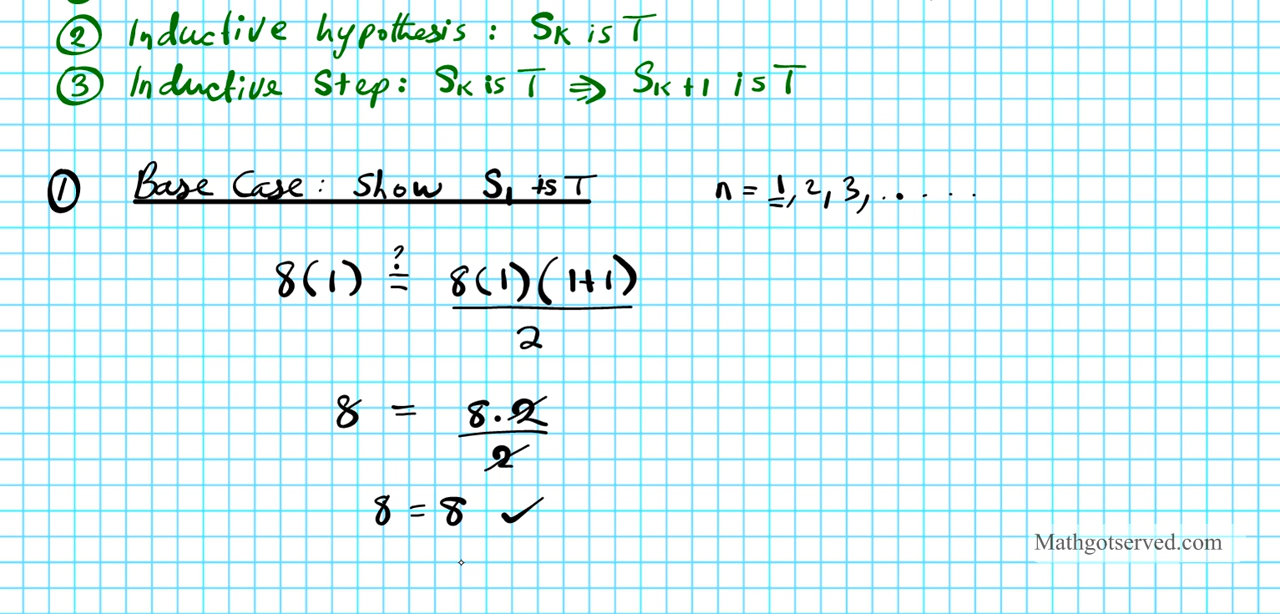 ② Inductive hypothesis: Sₖ is T
③ Inductive Step: Sₖ is T ⇒ Sₖ₊₁ is T
① Base Case: Show S₁ is T n = 1, 2, 3, . . . . .
8(1) ≟ 8(1)(1+1)
2
8 = 8·2
2
8 = 8 ✓
Mathgotserved.com